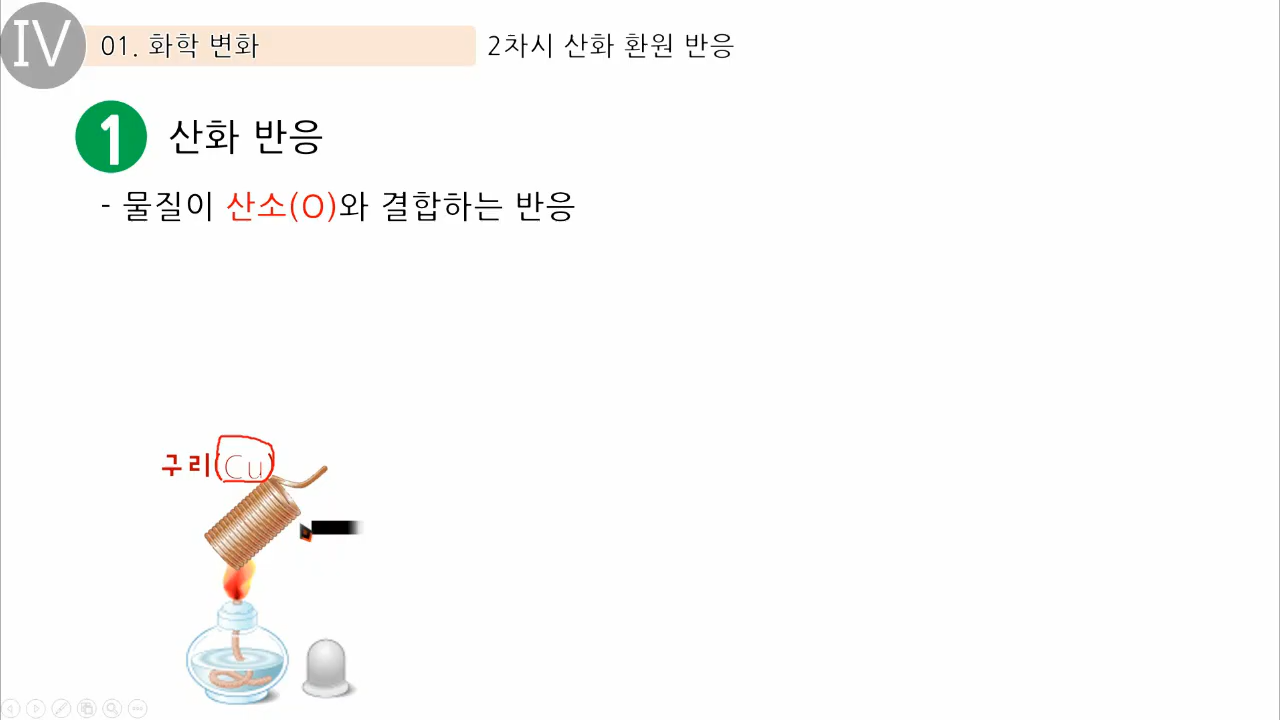 IV 01. 화학 변화 2차시 산화 환원 반응
1 산화 반응
- 물질이 산소(O)와 결합하는 반응
구리 Cu